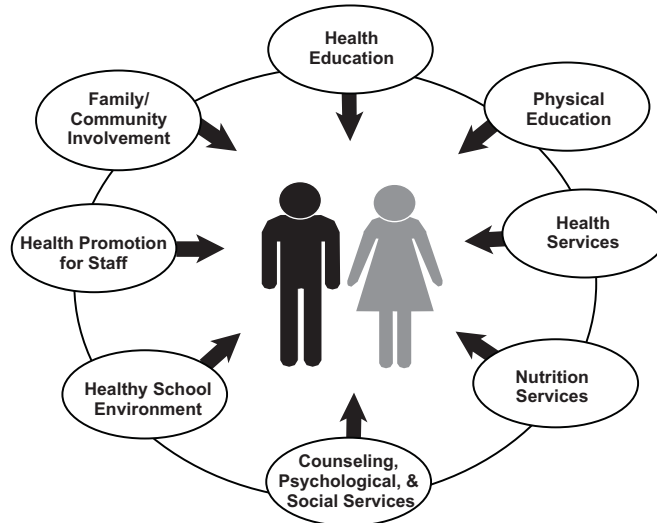 Health
Education
Physical
Education
Health
Services
Nutrition
Services
Counseling,
Psychological, &
Social Services
Healthy School
Environment
Health Promotion
for Staff
Family/
Community
Involvement